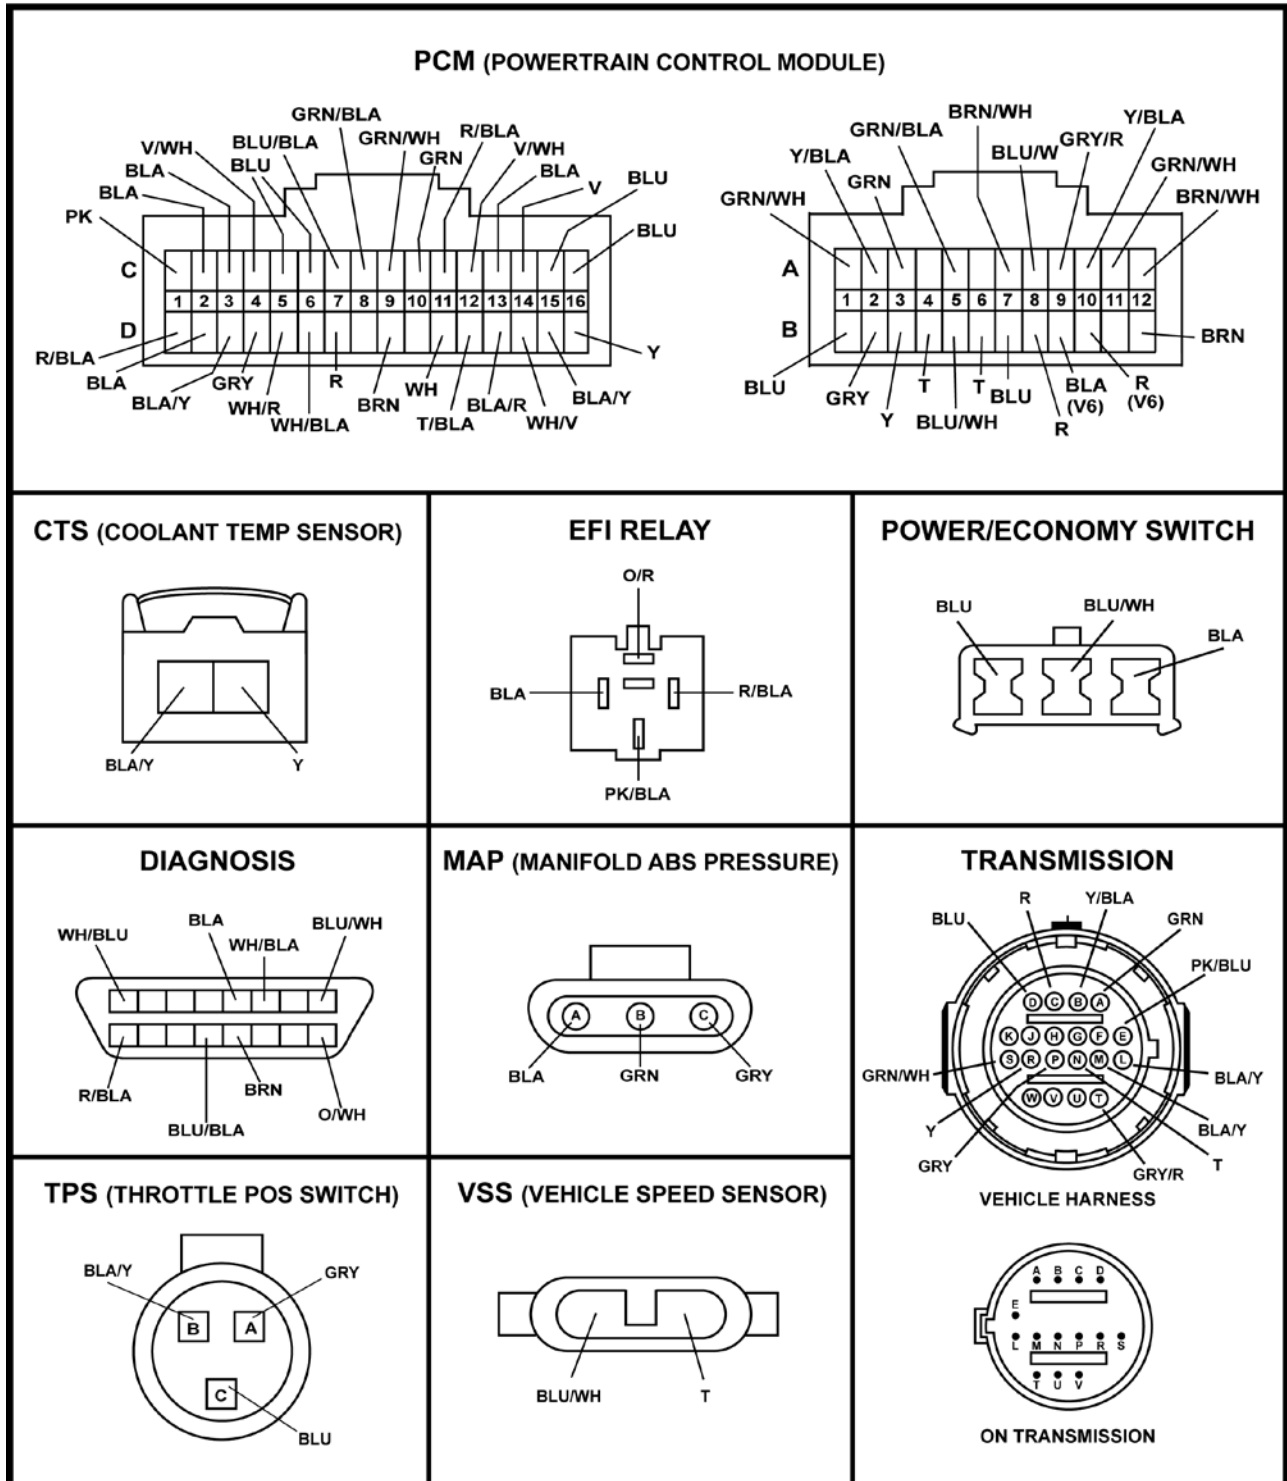 PCM (POWERTRAIN CONTROL MODULE)
GRN/BLA
R/BLA
BLU/BLA
GRN/WH
V/WH
V/WH
BLU
GRN
BLA
BLA
BLU
BLA
V
PK
BLU
C
1 2 3 4 5 6 7 8 9 10 11 12 13 14 15 16
D
R/BLA
Y
BLA
GRY
R
WH
BLA/Y
BLA/Y
WH/R
BRN
BLA/R
WH/BLA
T/BLA
WH/V
BRN/WH
Y/BLA
GRN/BLA
GRY/R
Y/BLA
BLU/W
GRN/WH
GRN
GRN/WH
BRN/WH
A
1 2 3 4 5 6 7 8 9 10 11 12
B
BRN
BLU
GRY
T
T
BLU
BLA
(V6)
R
(V6)
Y
BLU/WH
R
CTS (COOLANT TEMP SENSOR)
BLA/Y
Y
EFI RELAY
O/R
BLA
R/BLA
PK/BLA
POWER/ECONOMY SWITCH
BLU
BLU/WH
BLA
DIAGNOSIS
BLA
BLU/WH
WH/BLU
WH/BLA
R/BLA
BRN
O/WH
BLU/BLA
MAP (MANIFOLD ABS PRESSURE)
A B C
BLA
GRN
GRY
TRANSMISSION
R
Y/BLA
BLU
GRN
PK/BLU
D C B A
K J H G F E
S R P N M L
W V U T
GRN/WH
BLA/Y
Y
BLA/Y
GRY
T
GRY/R
VEHICLE HARNESS
A B C D
E
L M N P R S
T U V
ON TRANSMISSION
TPS (THROTTLE POS SWITCH)
BLA/Y
GRY
B A
C
BLU
VSS (VEHICLE SPEED SENSOR)
BLU/WH
T